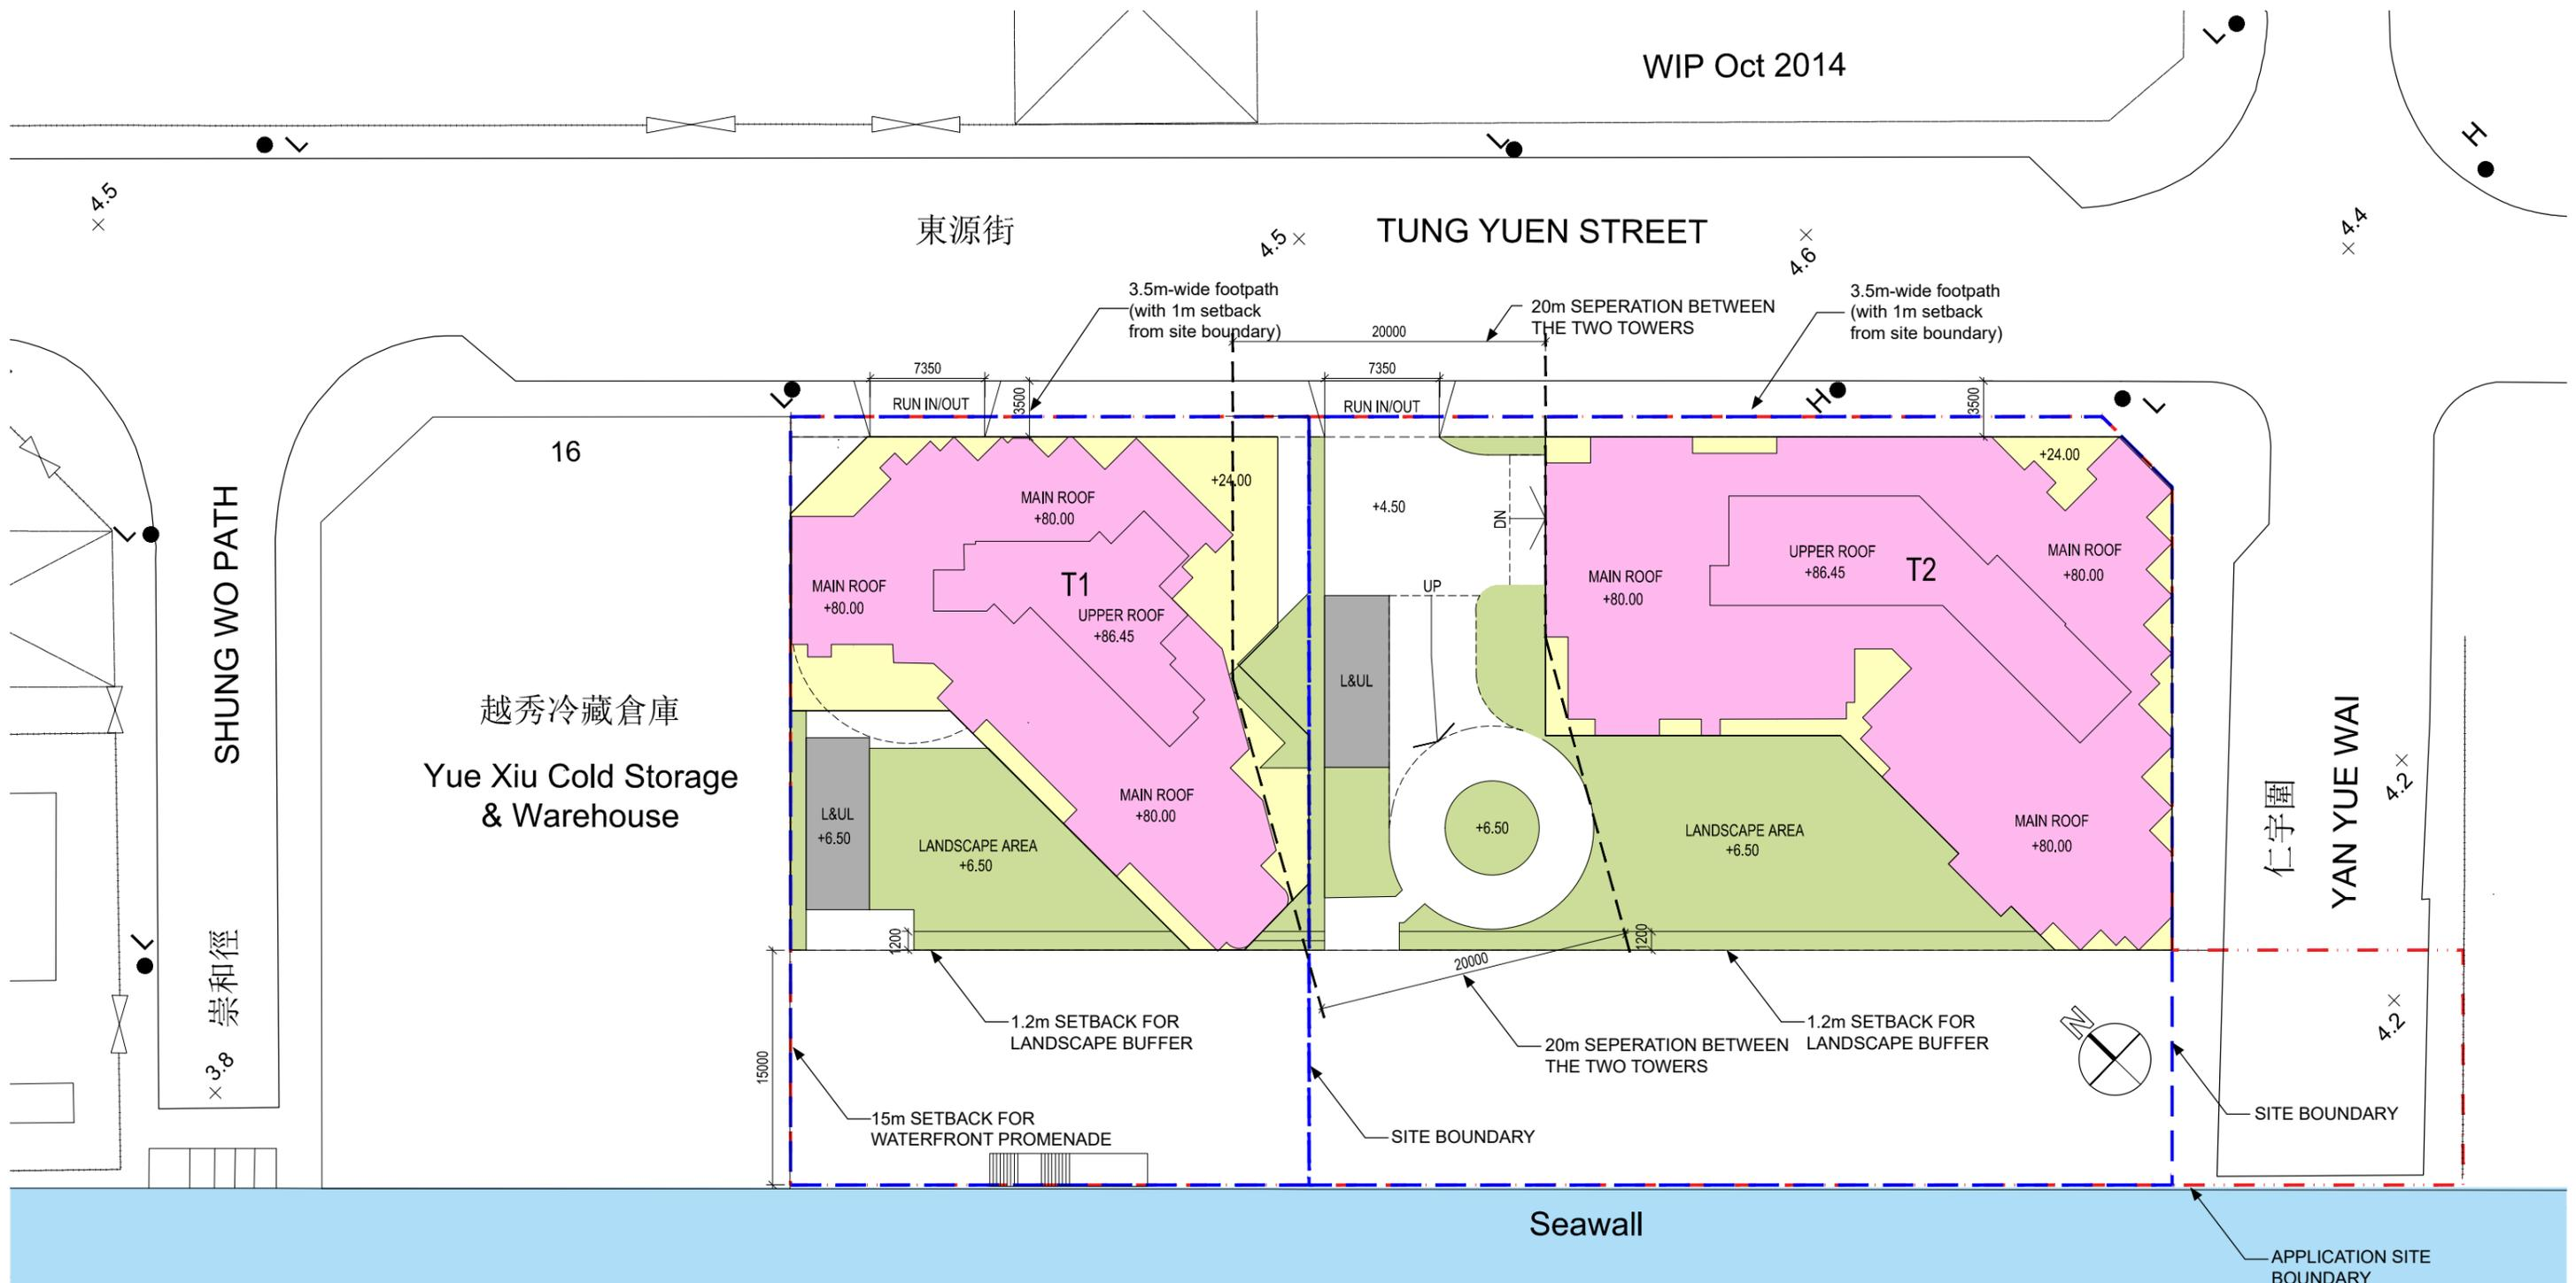 WIP Oct 2014
L
L
L
H
4.5
東源街
4.5
TUNG YUEN STREET
4.6
4.4
3.5m-wide footpath
(with 1m setback
from site boundary)
20m SEPERATION BETWEEN
THE TWO TOWERS
3.5m-wide footpath
(with 1m setback
from site boundary)
20000
7350
7350
3500
3500
L
RUN IN/OUT
RUN IN/OUT
H
L
16
MAIN ROOF
+80.00
+24.00
+4.50
DN
+24.00
L
SHUNG WO PATH
崇和徑
MAIN ROOF
+80.00
T1
UPPER ROOF
+86.45
UP
MAIN ROOF
+80.00
UPPER ROOF
+86.45
T2
MAIN ROOF
+80.00
越秀冷藏倉庫
Yue Xiu Cold Storage
& Warehouse
L&UL
L&UL
+6.50
MAIN ROOF
+80.00
LANDSCAPE AREA
+6.50
+6.50
LANDSCAPE AREA
+6.50
MAIN ROOF
+80.00
仁宇圍
YAN YUE WAI
4.2
4.2
L
1200
1200
20000
1.2m SETBACK FOR
LANDSCAPE BUFFER
20m SEPERATION BETWEEN
THE TWO TOWERS
1.2m SETBACK FOR
LANDSCAPE BUFFER
N
3.8
15000
15m SETBACK FOR
WATERFRONT PROMENADE
SITE BOUNDARY
SITE BOUNDARY
Seawall
APPLICATION SITE
BOUNDARY